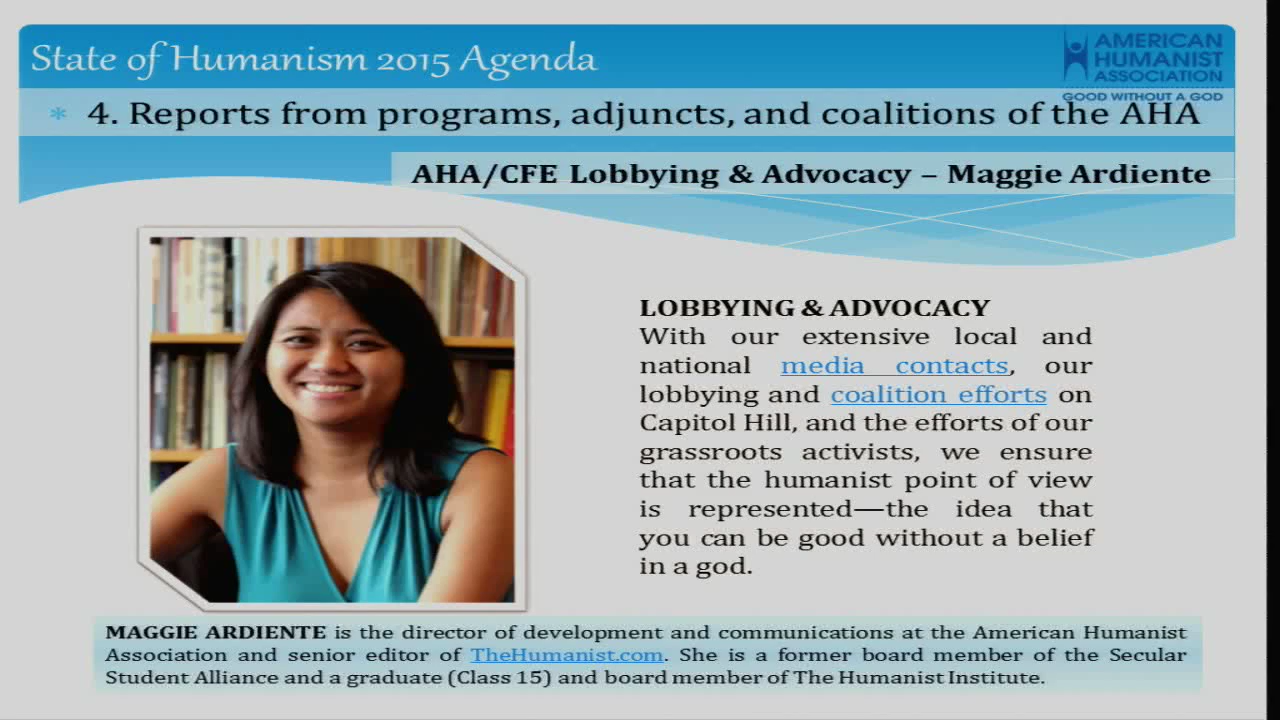 State of Humanism 2015 Agenda
AMERICAN
HUMANIST
ASSOCIATION
GOOD WITHOUT A GOD
* 4. Reports from programs, adjuncts, and coalitions of the AHA
AHA/CFE Lobbying & Advocacy – Maggie Ardiente
LOBBYING & ADVOCACY
With our extensive local and
national media contacts, our
lobbying and coalition efforts on
Capitol Hill, and the efforts of our
grassroots activists, we ensure
that the humanist point of view
is represented—the idea that
you can be good without a belief
in a god.
MAGGIE ARDIENTE is the director of development and communications at the American Humanist
Association and senior editor of TheHumanist.com. She is a former board member of the Secular
Student Alliance and a graduate (Class 15) and board member of The Humanist Institute.